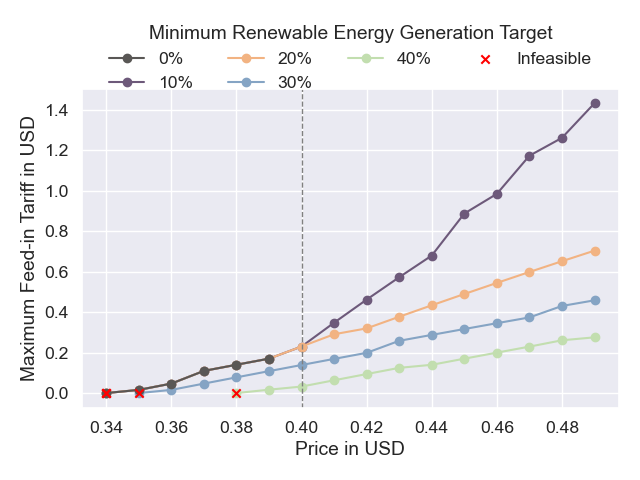 Minimum Renewable Energy Generation Target
0% 20% 40% Infeasible
10% 30%
Maximum Feed-in Tariff in USD
1.4
1.2
1.0
0.8
0.6
0.4
0.2
0.0
0.34 0.36 0.38 0.40 0.42 0.44 0.46 0.48
Price in USD